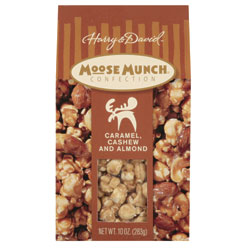 Harry & David
MOOSE MUNCH
CONFECTION
CARAMEL,
CASHEW
AND ALMOND
NET WT. 10 OZ. (283g)